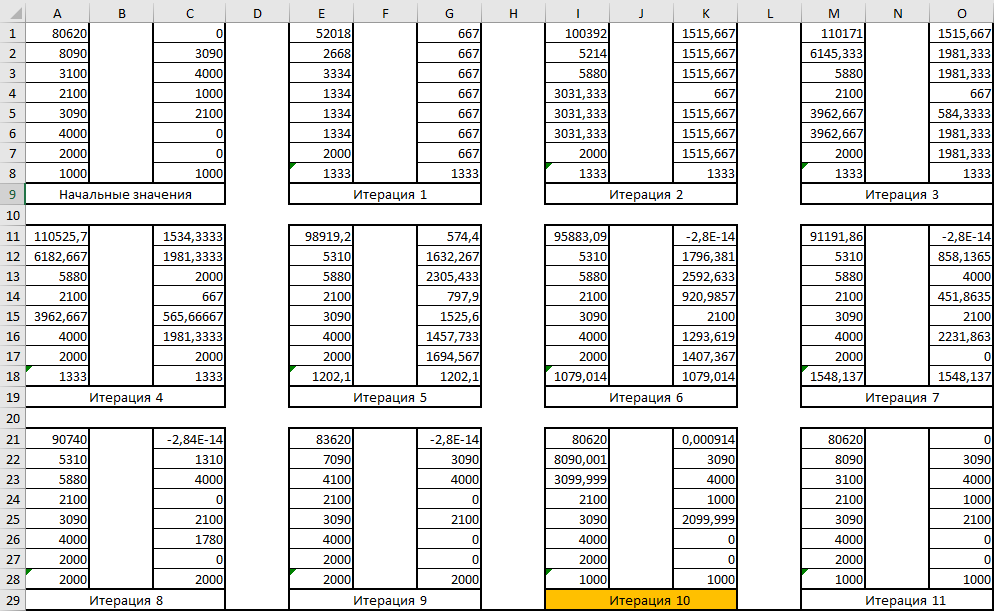 A B C D E F G H I J K L M N O
1 80620 0 52018 667 100392 1515,667 110171 1515,667
2 8090 3090 2668 667 5214 1515,667 6145,333 1981,333
3 3100 4000 3334 667 5880 1515,667 5880 1981,333
4 2100 1000 1334 667 3031,333 667 2100 667
5 3090 2100 1334 667 3031,333 1515,667 3962,667 584,3333
6 4000 0 1334 667 3031,333 1515,667 3962,667 1981,333
7 2000 0 2000 667 2000 1515,667 2000 1981,333
8 1000 1000 1333 1333 1333 1333 1333 1333
9 Начальные значения Итерация 1 Итерация 2 Итерация 3
10
11 110525,7 1534,3333 98919,2 574,4 95883,09 -2,8E-14 91191,86 -2,8E-14
12 6182,667 1981,3333 5310 1632,267 5310 1796,381 5310 858,1365
13 5880 2000 5880 2305,433 5880 2592,633 5880 4000
14 2100 667 2100 797,9 2100 920,9857 2100 451,8635
15 3962,667 565,66667 3090 1525,6 3090 2100 3090 2100
16 4000 1981,3333 4000 1457,733 4000 1293,619 4000 2231,863
17 2000 2000 2000 1694,567 2000 1407,367 2000 0
18 1333 1333 1202,1 1202,1 1079,014 1079,014 1548,137 1548,137
19 Итерация 4 Итерация 5 Итерация 6 Итерация 7
20
21 90740 -2,84E-14 83620 -2,8E-14 80620 0,000914 80620 0
22 5310 1310 7090 3090 8090,001 3090 8090 3090
23 5880 4000 4100 4000 3099,999 4000 3100 4000
24 2100 0 2100 0 2100 1000 2100 1000
25 3090 2100 3090 2100 3090 2099,999 3090 2100
26 4000 1780 4000 0 4000 0 4000 0
27 2000 0 2000 0 2000 0 2000 0
28 2000 2000 2000 2000 1000 1000 1000 1000
29 Итерация 8 Итерация 9 Итерация 10 Итерация 11